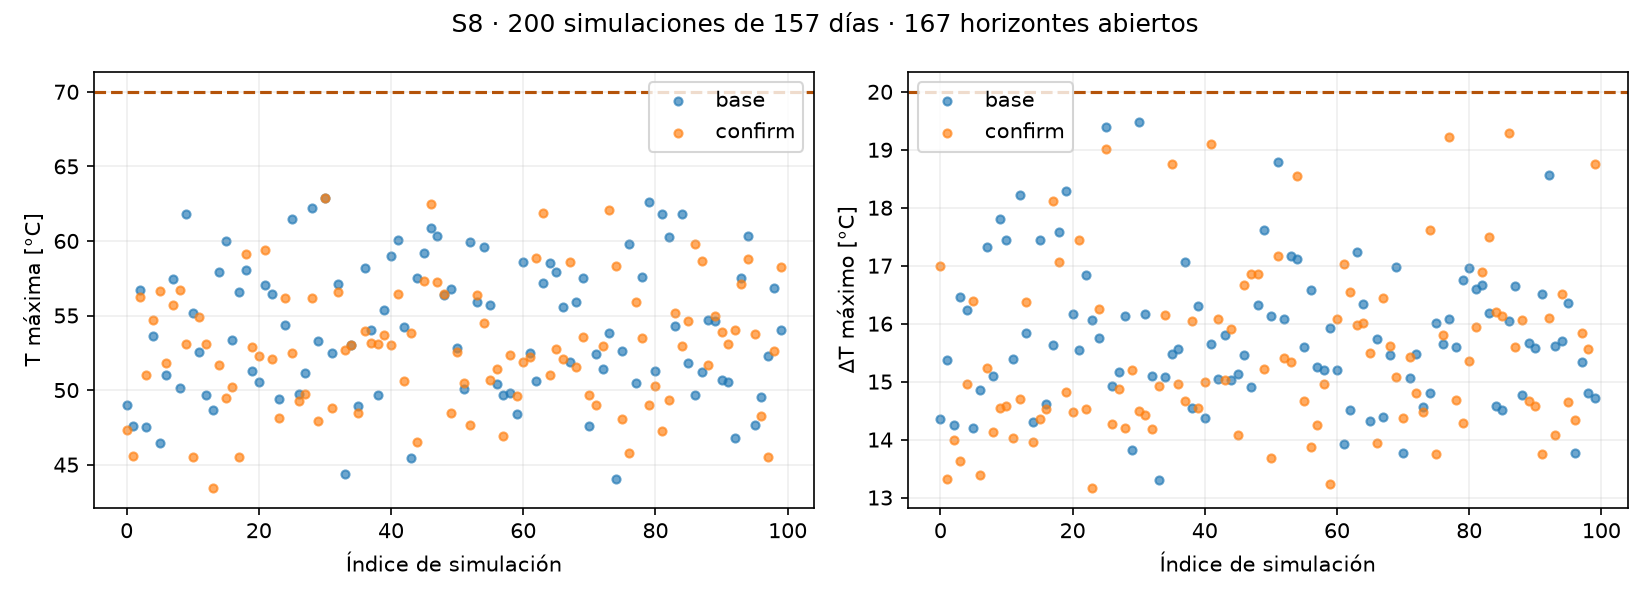 S8 · 200 simulaciones de 157 días · 167 horizontes abiertos
T máxima [°C]
70
65
60
55
50
45
0
20
40
60
80
100
Índice de simulación
base
confirm
ΔT máximo [°C]
20
19
18
17
16
15
14
13
0
20
40
60
80
100
Índice de simulación
base
confirm